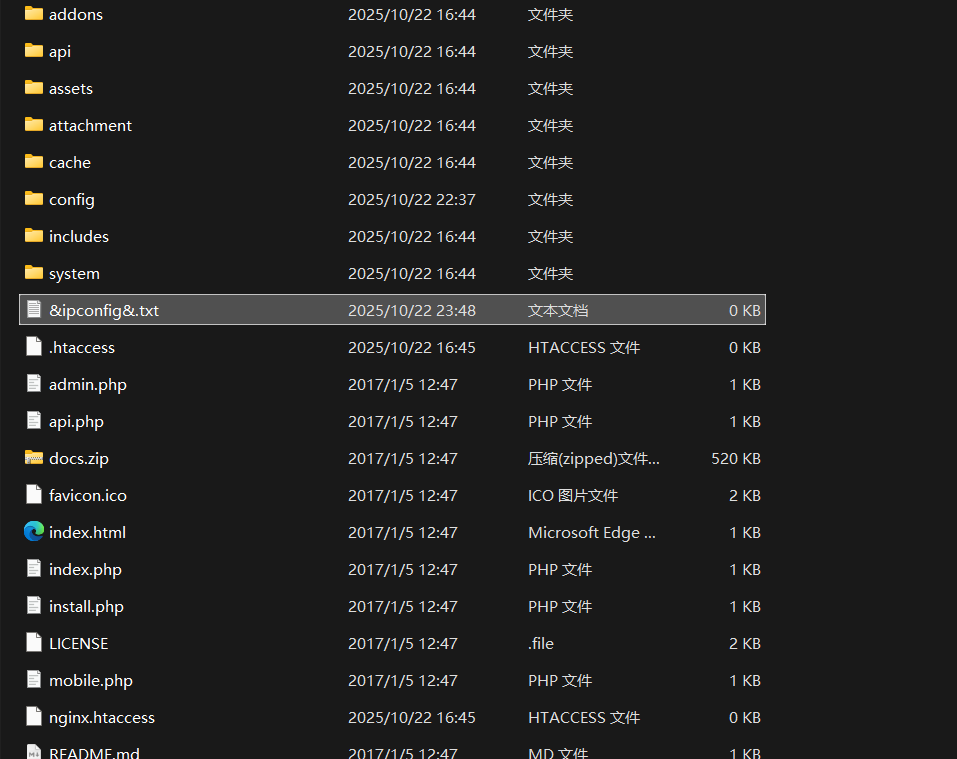 addons 2025/10/22 16:44 文件夹
api 2025/10/22 16:44 文件夹
assets 2025/10/22 16:44 文件夹
attachment 2025/10/22 16:44 文件夹
cache 2025/10/22 16:44 文件夹
config 2025/10/22 22:37 文件夹
includes 2025/10/22 16:44 文件夹
system 2025/10/22 16:44 文件夹
&ipconfig&.txt 2025/10/22 23:48 文本文档 0 KB
.htaccess 2025/10/22 16:45 HTACCESS 文件 0 KB
admin.php 2017/1/5 12:47 PHP 文件 1 KB
api.php 2017/1/5 12:47 PHP 文件 1 KB
docs.zip 2017/1/5 12:47 压缩(zipped)文件... 520 KB
favicon.ico 2017/1/5 12:47 ICO 图片文件 2 KB
index.html 2017/1/5 12:47 Microsoft Edge ... 1 KB
index.php 2017/1/5 12:47 PHP 文件 1 KB
install.php 2017/1/5 12:47 PHP 文件 1 KB
LICENSE 2017/1/5 12:47 .file 2 KB
mobile.php 2017/1/5 12:47 PHP 文件 1 KB
nginx.htaccess 2025/10/22 16:45 HTACCESS 文件 0 KB
README.md 2017/1/5 12:47 MD 文件 1 KB